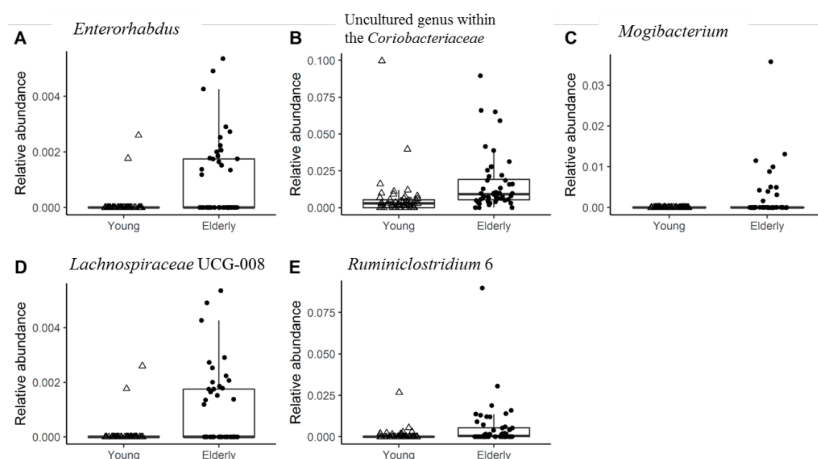 A
Enterorhabdus
Relative abundance
0.004
0.002
0.000
Young
Elderly
B
Uncultured genus within
the Coriobacteriaceae
Relative abundance
0.100
0.075
0.050
0.025
0.000
Young
Elderly
C
Mogibacterium
Relative abundance
0.03
0.02
0.01
0.00
Young
Elderly
D
Lachnospiraceae UCG-008
Relative abundance
0.004
0.002
0.000
Young
Elderly
E
Ruminiclostridium 6
Relative abundance
0.075
0.050
0.025
0.000
Young
Elderly